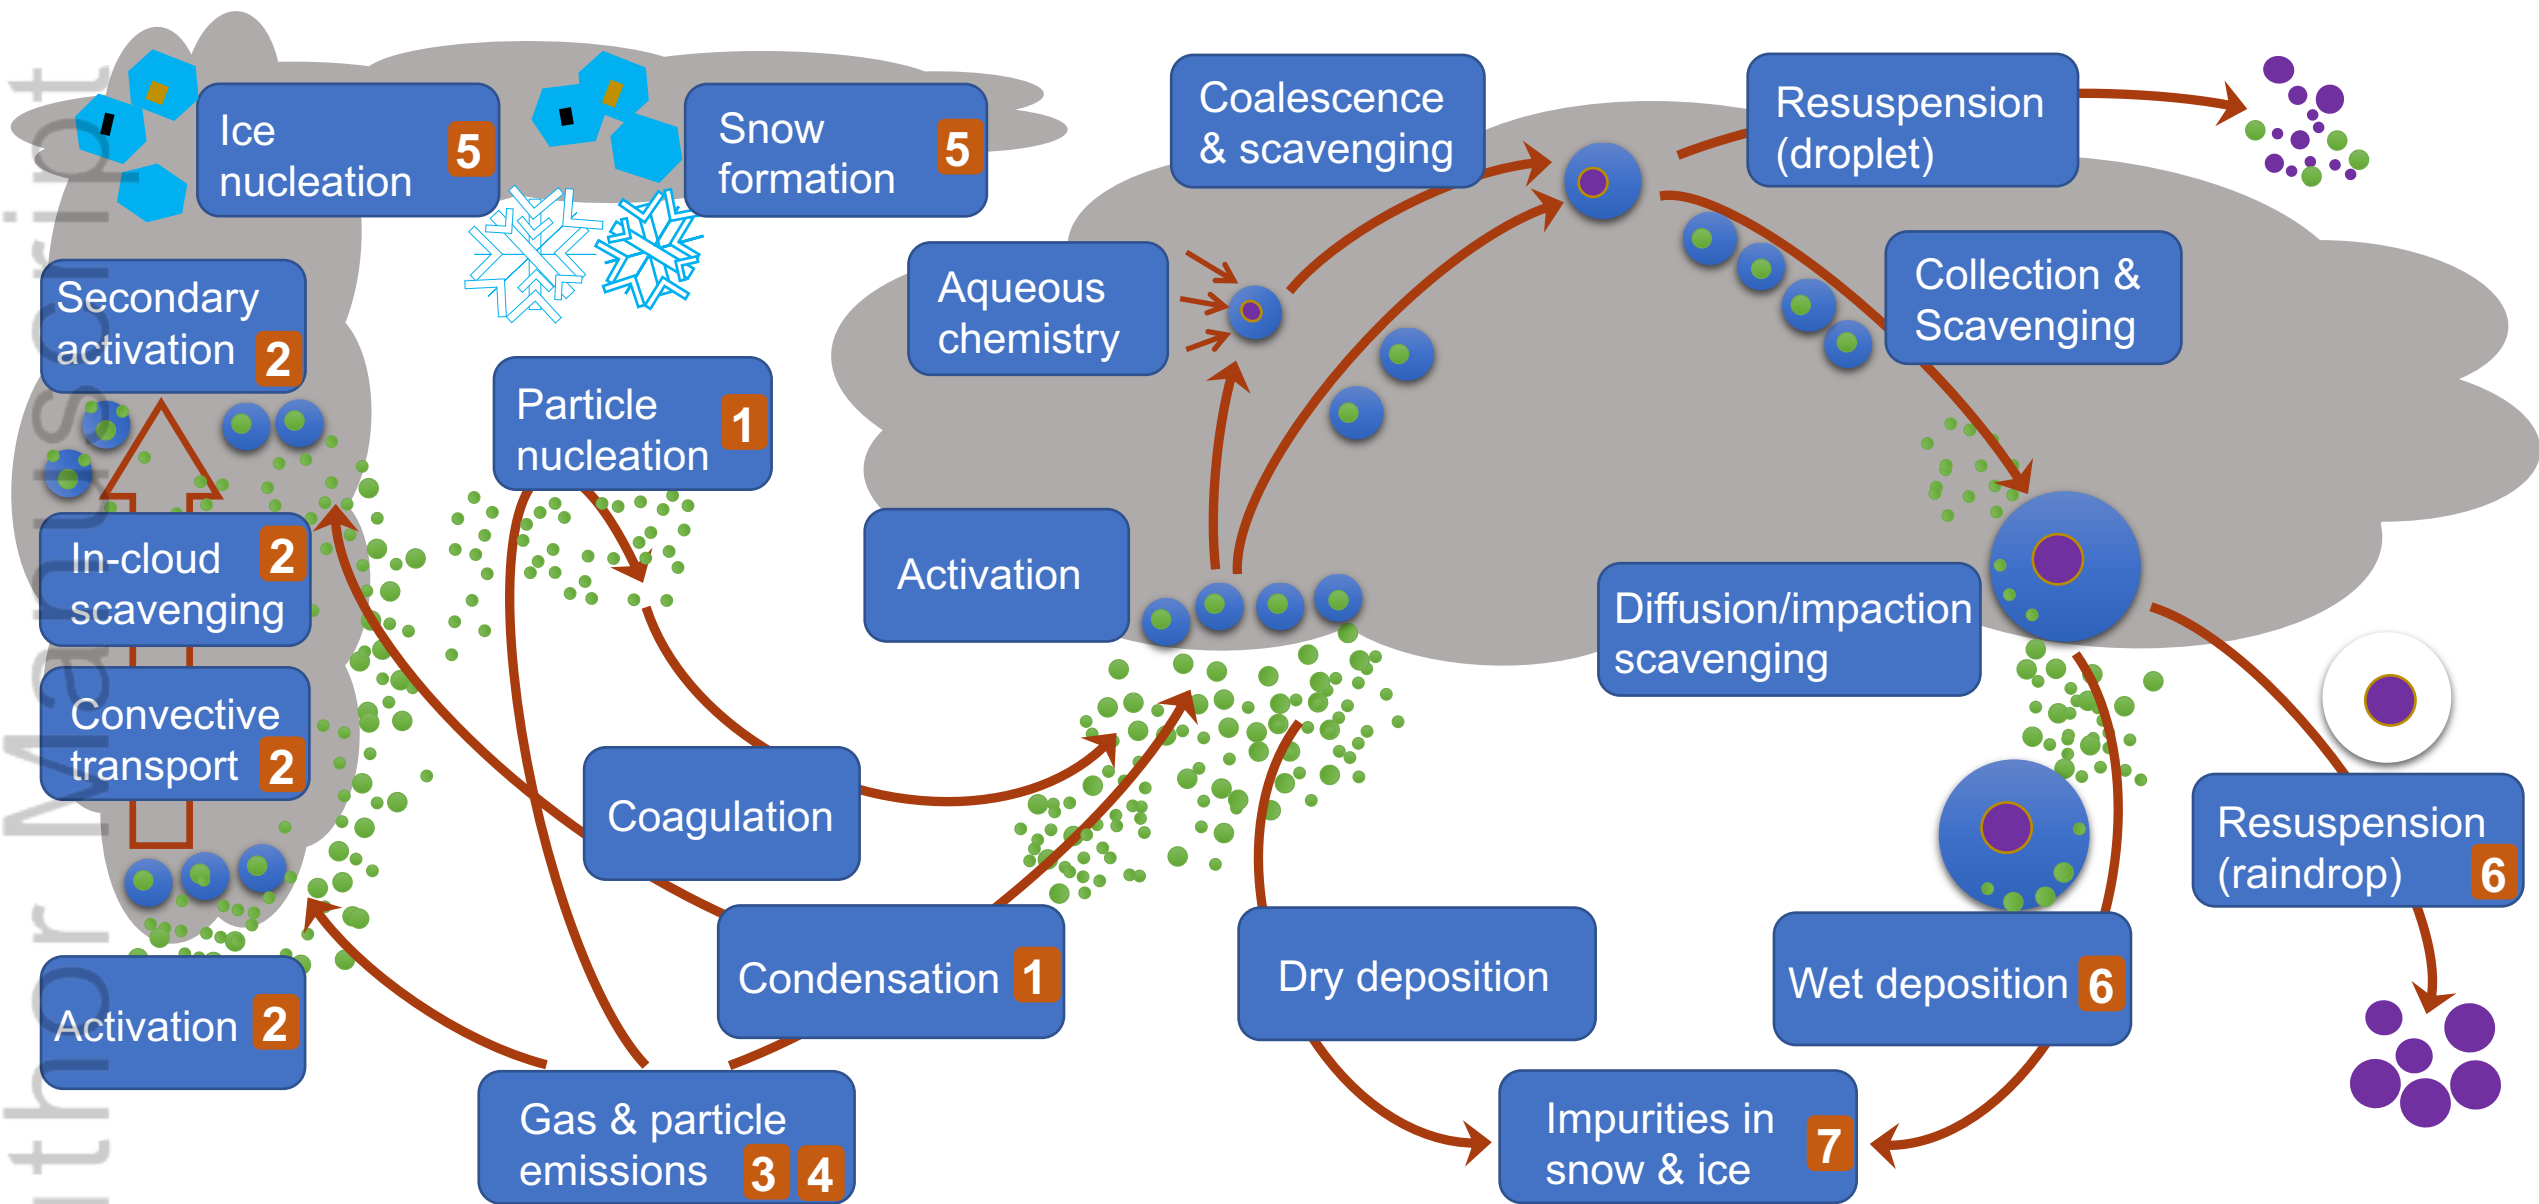 Ice
nucleation 5
Snow
formation 5
Coalescence
& scavenging
Resuspension
(droplet)
Secondary
activation 2
Aqueous
chemistry
Collection &
Scavenging
Particle
nucleation 1
In-cloud 2
scavenging
Activation
Diffusion/impaction
scavenging
Convective
transport 2
Coagulation
Resuspension
(raindrop) 6
Activation 2
Condensation 1
Dry deposition
Wet deposition 6
Gas & particle
emissions 3 4
Impurities in
snow & ice 7
thor Manuscript